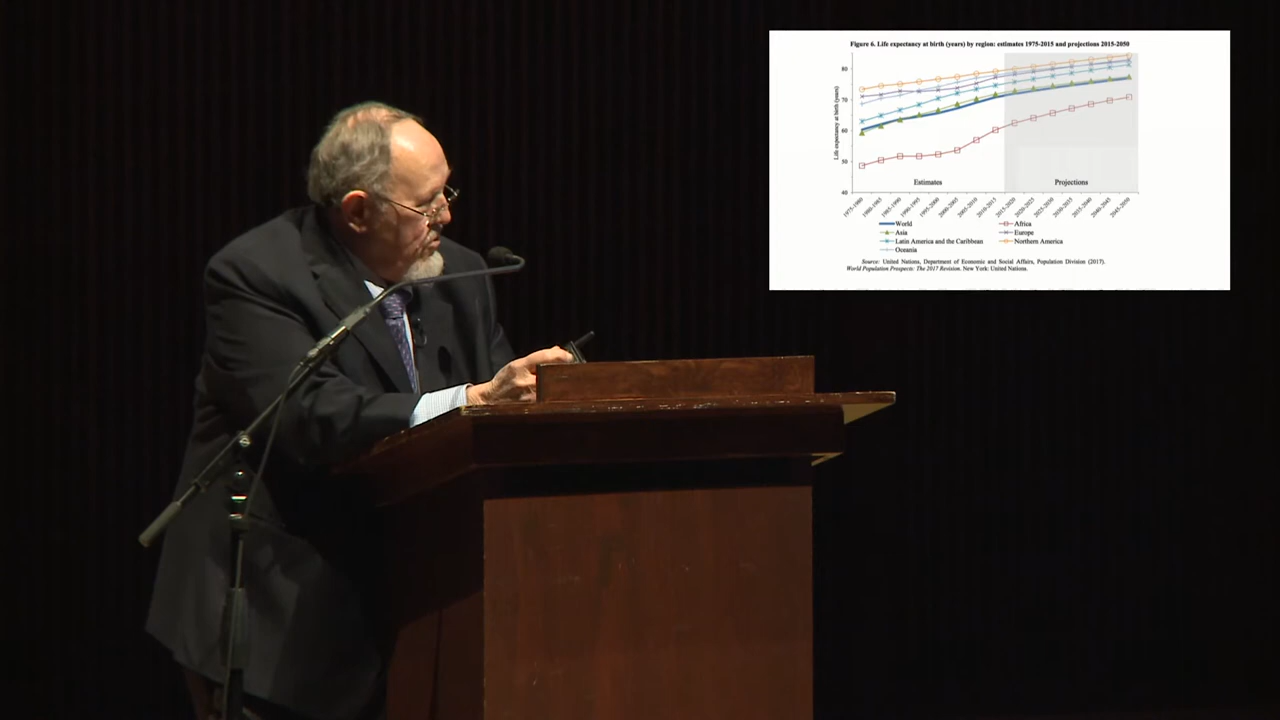 Figure 6. Life expectancy at birth (years) by region: estimates 1975-2015 and projections 2015-2050
Life expectancy at birth (years)
80
70
60
50
40
Estimates
Projections
1975-1980
1980-1985
1985-1990
1990-1995
1995-2000
2000-2005
2005-2010
2010-2015
2015-2020
2020-2025
2025-2030
2030-2035
2035-2040
2040-2045
2045-2050
World
Africa
Asia
Europe
Latin America and the Caribbean
Northern America
Oceania
Source: United Nations, Department of Economic and Social Affairs, Population Division (2017).
World Population Prospects: The 2017 Revision. New York: United Nations.